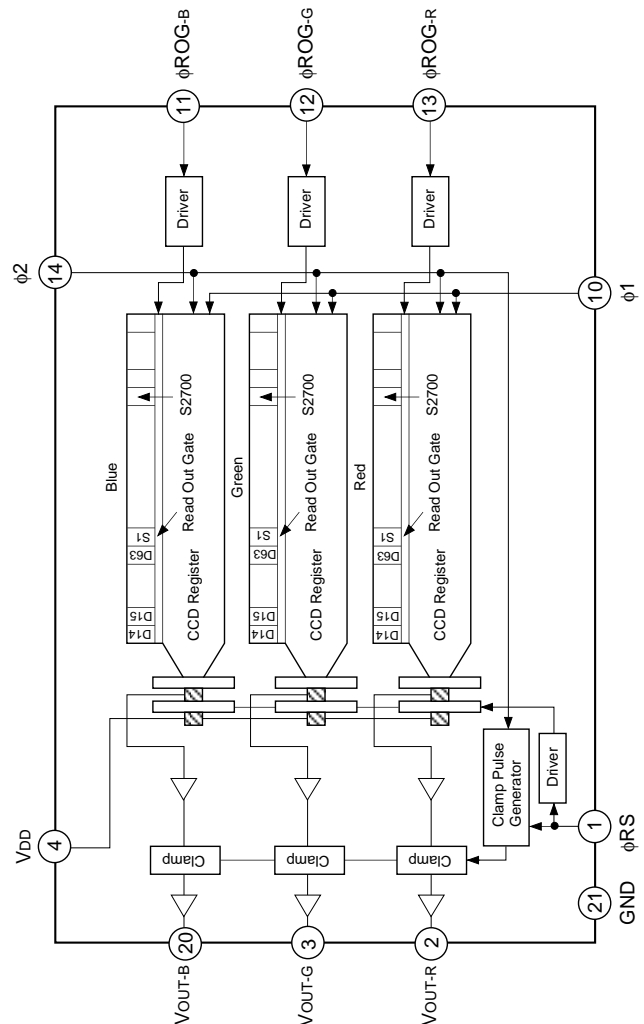 φROG-B
11
φROG-G
12
φROG-R
13
Driver
Driver
Driver
φ2
14
10
φ1
Blue
D14
D15
D63
S1
S2700
Read Out Gate
CCD Register
Green
D14
D15
D63
S1
S2700
Read Out Gate
CCD Register
Red
D14
D15
D63
S1
S2700
Read Out Gate
CCD Register
VDD
4
Clamp
Clamp
Clamp
Clamp Pulse
Generator
Driver
1
φRS
21
GND
20
VOUT-B
3
VOUT-G
2
VOUT-R